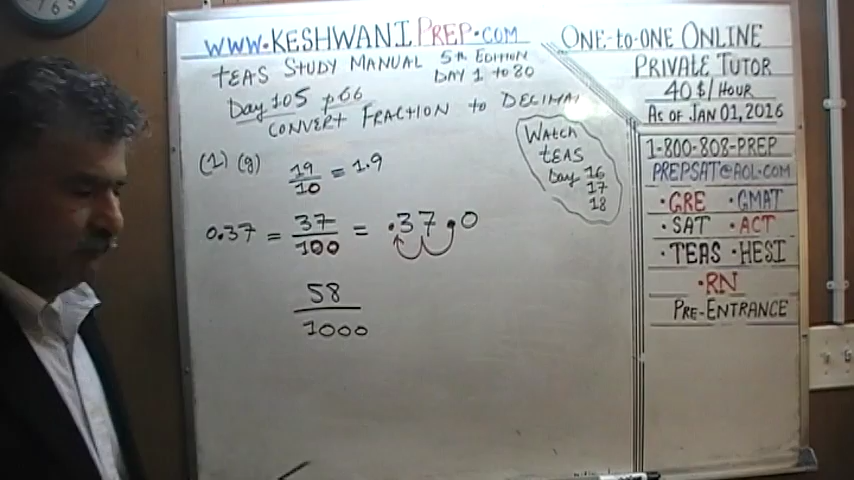 WWW.KESHWANIPREP.COM
TEAS STUDY MANUAL 5TH EDITION
DAY 1 TO 80
Day 105 p66
CONVERT FRACTION to DECIMAL
(1) (g) 19/10 = 1.9
0.37 = 37/100 = .37.0
58
1000
WATCH
TEAS
Day 16
17
18
ONE-to-ONE ONLINE
PRIVATE TUTOR
40$/HOUR
AS OF JAN 01,2016
1-800-808-PREP
PREPSAT@AOL.COM
•GRE •GMAT
•SAT •ACT
•TEAS •HESI
•RN
PRE-ENTRANCE